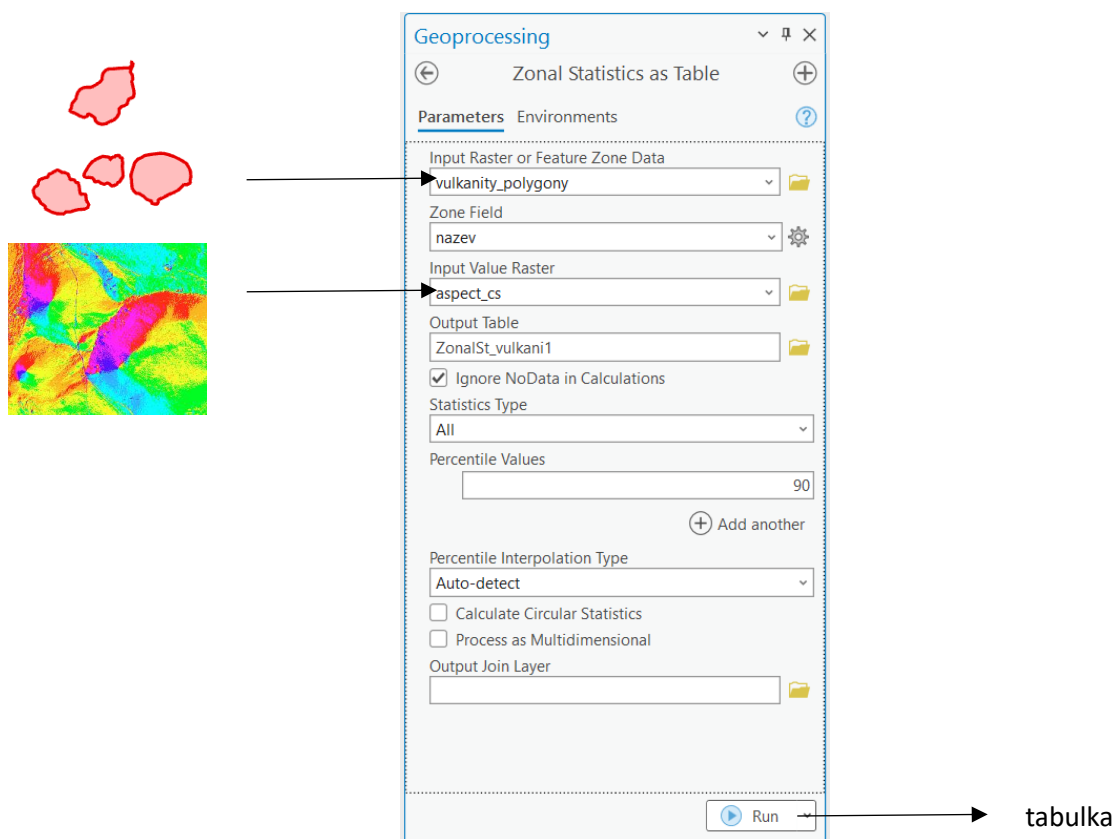 Geoprocessing
Zonal Statistics as Table
Parameters Environments
Input Raster or Feature Zone Data
vulkanity_polygony
Zone Field
nazev
Input Value Raster
aspect_cs
Output Table
ZonalSt_vulkani1
Ignore NoData in Calculations
Statistics Type
All
Percentile Values
90
Add another
Percentile Interpolation Type
Auto-detect
Calculate Circular Statistics
Process as Multidimensional
Output Join Layer
Run
tabulka